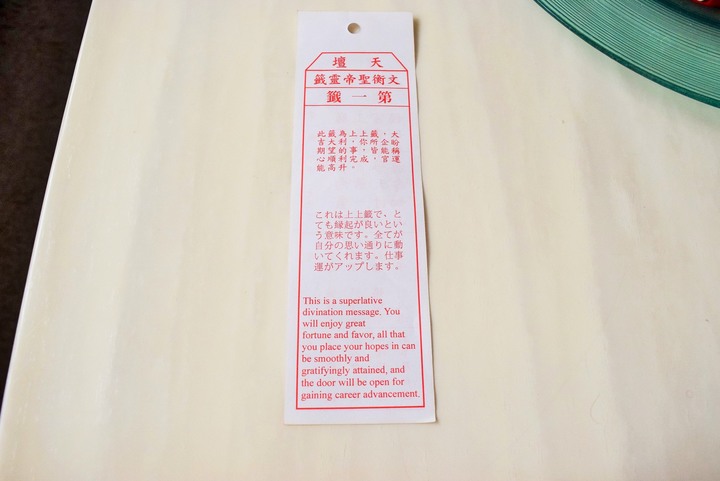 天壇
文衡聖帝靈籤
第一籤
此籤為上上籤，大
吉大利，你所企盼
期望的事，皆能稱
心順利完成，官運
能高升。
これは上上籤で、と
ても縁起が良いとい
う意味です。全てが
自分の思い通りに動
いてくれます。仕事
運がアップします。
This is a superlative
divination message. You
will enjoy great
fortune and favor, all that
you place your hopes in can
be smoothly and
gratifyingly attained, and
the door will be open for
gaining career advancement.